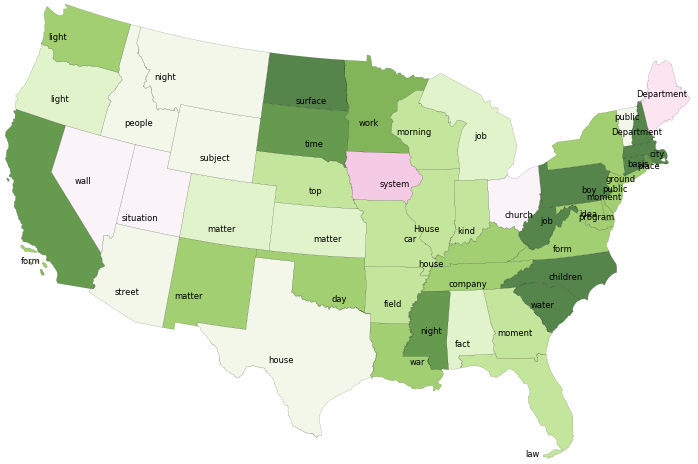 light
night
Department
light
surface
public
people
time
work
morning
job
Department
city
basis
place
subject
wall
system
top
boy
ground
public
moment
situation
church
job
idea
program
matter
matter
House
car
kind
form
form
house
street
matter
day
field
company
children
water
night
fact
moment
house
war
law